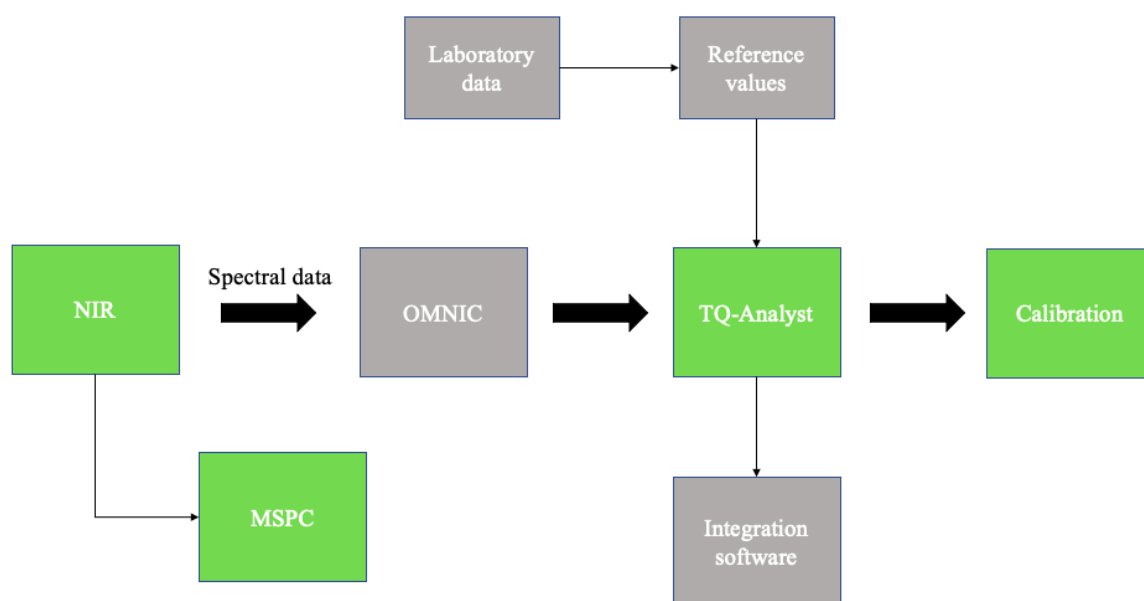 Laboratory
data
Reference
values
Spectral data
NIR
OMNIC
TQ-Analyst
Calibration
MSPC
Integration
software